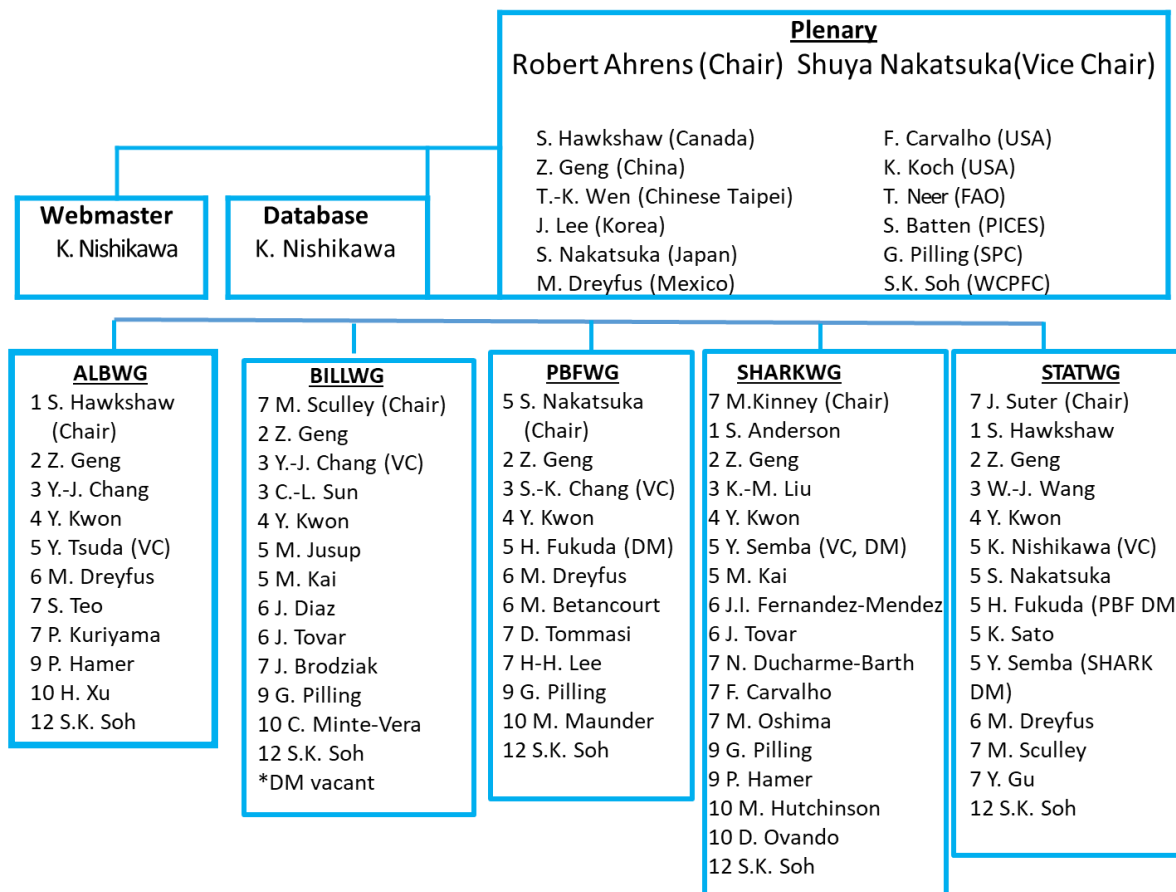 Plenary
Robert Ahrens (Chair) Shuya Nakatsuka(Vice Chair)
S. Hawkshaw (Canada)
Z. Geng (China)
T.-K. Wen (Chinese Taipei)
J. Lee (Korea)
S. Nakatsuka (Japan)
M. Dreyfus (Mexico)
F. Carvalho (USA)
K. Koch (USA)
T. Neer (FAO)
S. Batten (PICES)
G. Pilling (SPC)
S.K. Soh (WCPFC)
Webmaster
K. Nishikawa
Database
K. Nishikawa
ALBWG
1 S. Hawkshaw
(Chair)
2 Z. Geng
3 Y.-J. Chang
4 Y. Kwon
5 Y. Tsuda (VC)
6 M. Dreyfus
7 S. Teo
7 P. Kuriyama
9 P. Hamer
10 H. Xu
12 S.K. Soh
BILLWG
7 M. Sculley (Chair)
2 Z. Geng
3 Y.-J. Chang (VC)
3 C.-L. Sun
4 Y. Kwon
5 M. Jusup
5 M. Kai
6 J. Diaz
6 J. Tovar
7 J. Brodziak
9 G. Pilling
10 C. Minte-Vera
12 S.K. Soh
*DM vacant
PBFWG
5 S. Nakatsuka
(Chair)
2 Z. Geng
3 S.-K. Chang (VC)
4 Y. Kwon
5 H. Fukuda (DM)
6 M. Dreyfus
6 M. Betancourt
7 D. Tommasi
7 H-H. Lee
9 G. Pilling
10 M. Maunder
12 S.K. Soh
SHARKWG
7 M.Kinney (Chair)
1 S. Anderson
2 Z. Geng
3 K.-M. Liu
4 Y. Kwon
5 Y. Semba (VC, DM)
5 M. Kai
6 J.I. Fernandez-Mendez
6 J. Tovar
7 N. Ducharme-Barth
7 F. Carvalho
7 M. Oshima
9 G. Pilling
9 P. Hamer
10 M. Hutchinson
10 D. Ovando
12 S.K. Soh
STATWG
7 J. Suter (Chair)
1 S. Hawkshaw
2 Z. Geng
3 W.-J. Wang
4 Y. Kwon
5 K. Nishikawa (VC)
5 S. Nakatsuka
5 H. Fukuda (PBF DM
5 K. Sato
5 Y. Semba (SHARK
DM)
6 M. Dreyfus
7 M. Sculley
7 Y. Gu
12 S.K. Soh